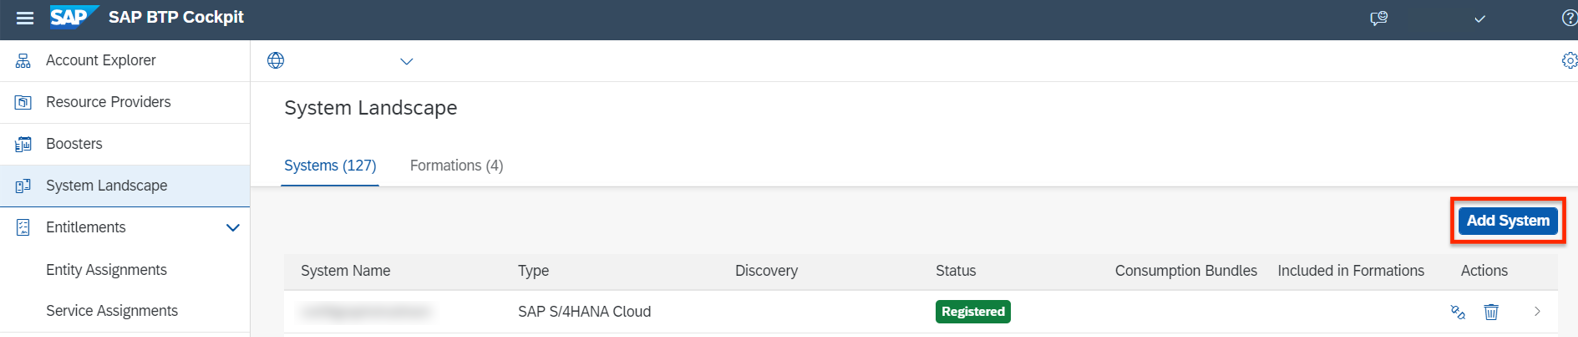 SAP SAP BTP Cockpit
Account Explorer
Resource Providers
Boosters
System Landscape
Entitlements
Entity Assignments
Service Assignments
System Landscape
Systems (127) Formations (4)
Add System
System Name Type Discovery Status Consumption Bundles Included in Formations Actions
SAP S/4HANA Cloud Registered